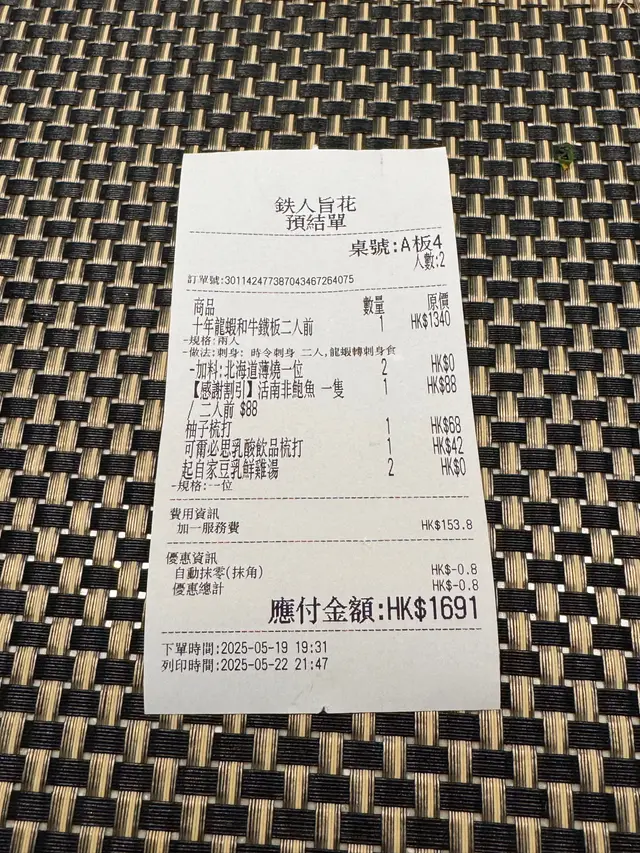 鉄人旨花
預結單
桌號:A板4
人數:2
訂單號:301142477387043467264075
商品 數量 原價
十年龍蝦和牛鐵板二人前 1 HK$1340
-規格:兩人
-做法:刺身: 時令刺身 二人,龍蝦轉刺身食
-加料:北海道薄燒一位 2 HK$0
【感謝割引】活南非鮑魚 一隻 1 HK$88
/ 二人前 $88
柚子梳打 1 HK$68
可爾必思乳酸飲品梳打 1 HK$42
起自家豆乳鮮雞湯 2 HK$0
-規格:一位
費用資訊
加一服務費 HK$153.8
優惠資訊
自動抹零(抹角) HK$-0.8
優惠總計 HK$-0.8
應付金額:HK$1691
下單時間:2025-05-19 19:31
列印時間:2025-05-22 21:47